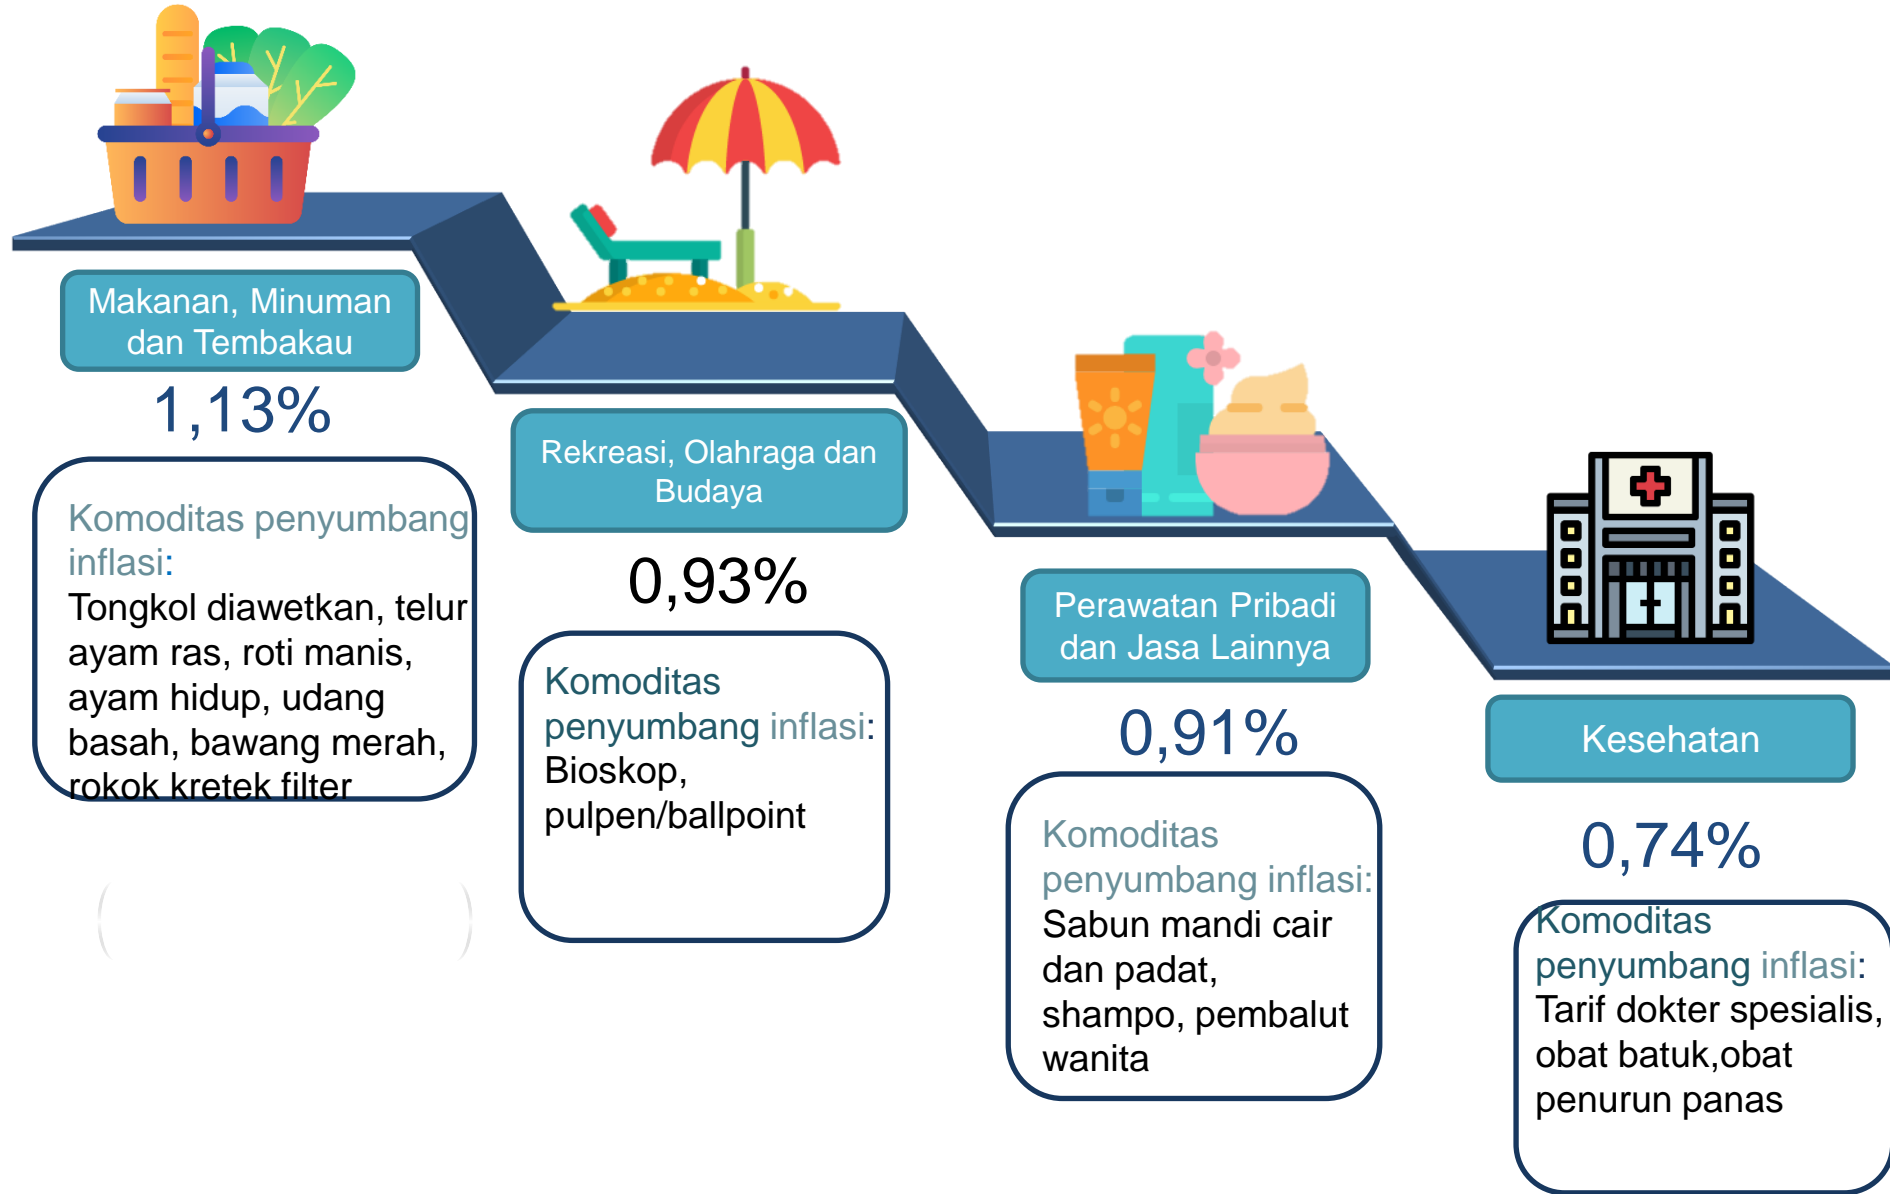 Makanan, Minuman
dan Tembakau
1,13%
Komoditas penyumbang
inflasi:
Tongkol diawetkan, telur
ayam ras, roti manis,
ayam hidup, udang
basah, bawang merah,
rokok kretek filter
Rekreasi, Olahraga dan
Budaya
0,93%
Komoditas
penyumbang inflasi:
Bioskop,
pulpen/ballpoint
Perawatan Pribadi
dan Jasa Lainnya
0,91%
Komoditas
penyumbang inflasi:
Sabun mandi cair
dan padat,
shampo, pembalut
wanita
Kesehatan
0,74%
Komoditas
penyumbang inflasi:
Tarif dokter spesialis,
obat batuk,obat
penurun panas